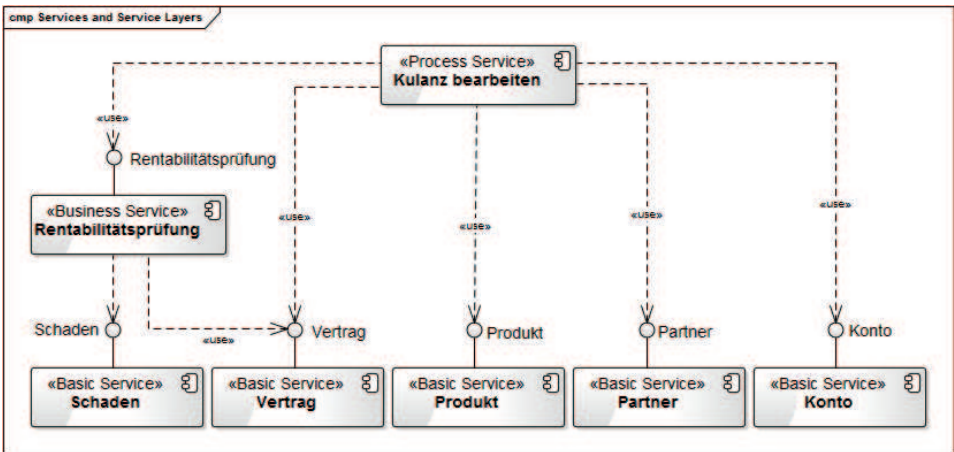 cmp Services and Service Layers
«Process Service»
Kulanz bearbeiten
«use»
Rentabilitätsprüfung
«Business Service»
Rentabilitätsprüfung
«use»
«use»
«use»
«use»
Schaden
«use»
Vertrag
Produkt
Partner
Konto
«Basic Service»
Schaden
«Basic Service»
Vertrag
«Basic Service»
Produkt
«Basic Service»
Partner
«Basic Service»
Konto